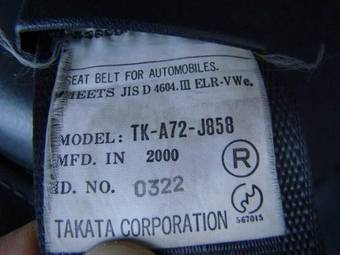 SEAT BELT FOR AUTOMOBILES.
MEETS JIS D 4604.III ELR-VWe.
MODEL: TK-A72-J858
MFD. IN 2000
R
ID. NO. 0322
567015
TAKATA CORPORATION